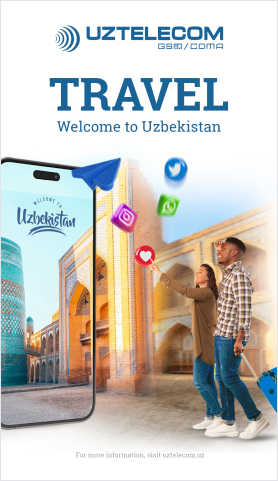 UZTELECOM
GSM/CDMA
TRAVEL
Welcome to Uzbekistan
WELCOME TO
Uzbekistan
For more information, visit uztelecom.uz